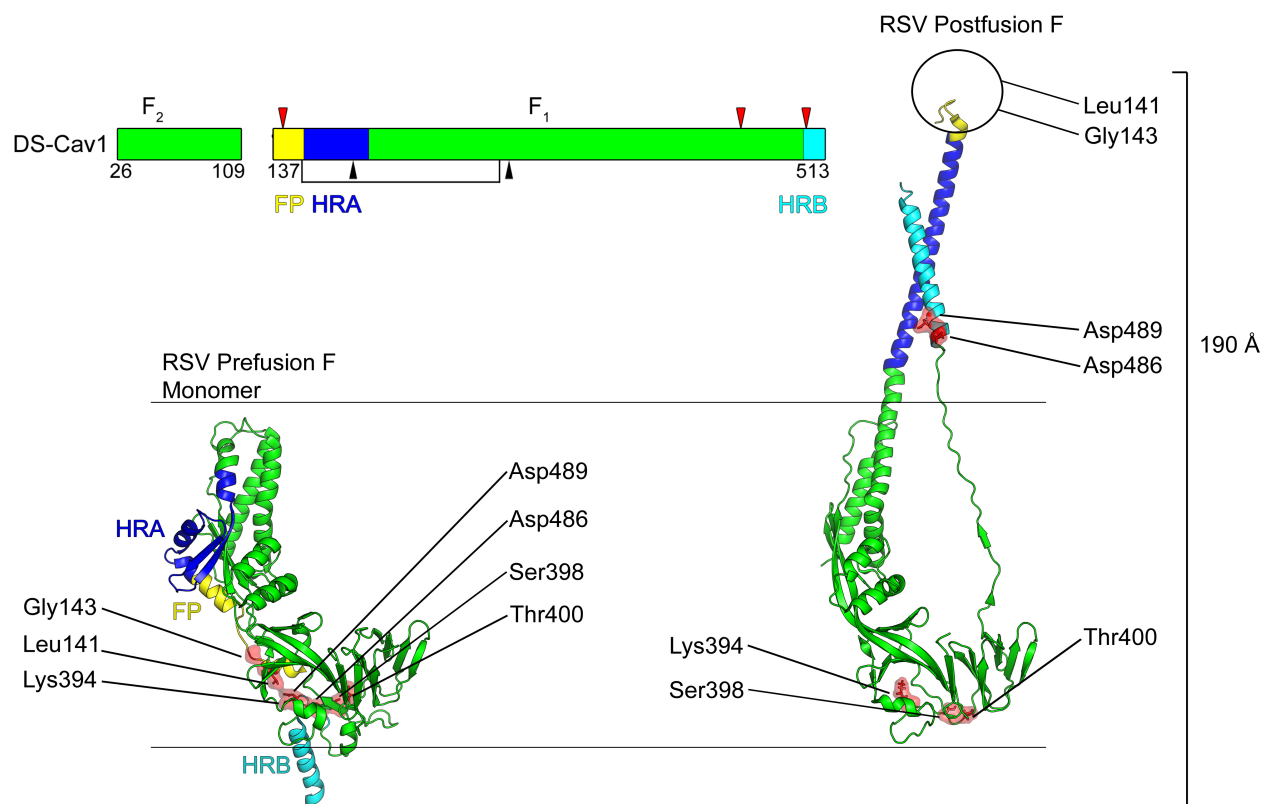 RSV Postfusion F
F2
F1
DS-Cav1
26
109
137
513
FP
HRA
HRB
Leu141
Gly143
Asp489
Asp486
190 Å
RSV Prefusion F
Monomer
Asp489
Asp486
Ser398
Thr400
HRA
FP
Gly143
Leu141
Lys394
HRB
Lys394
Ser398
Thr400